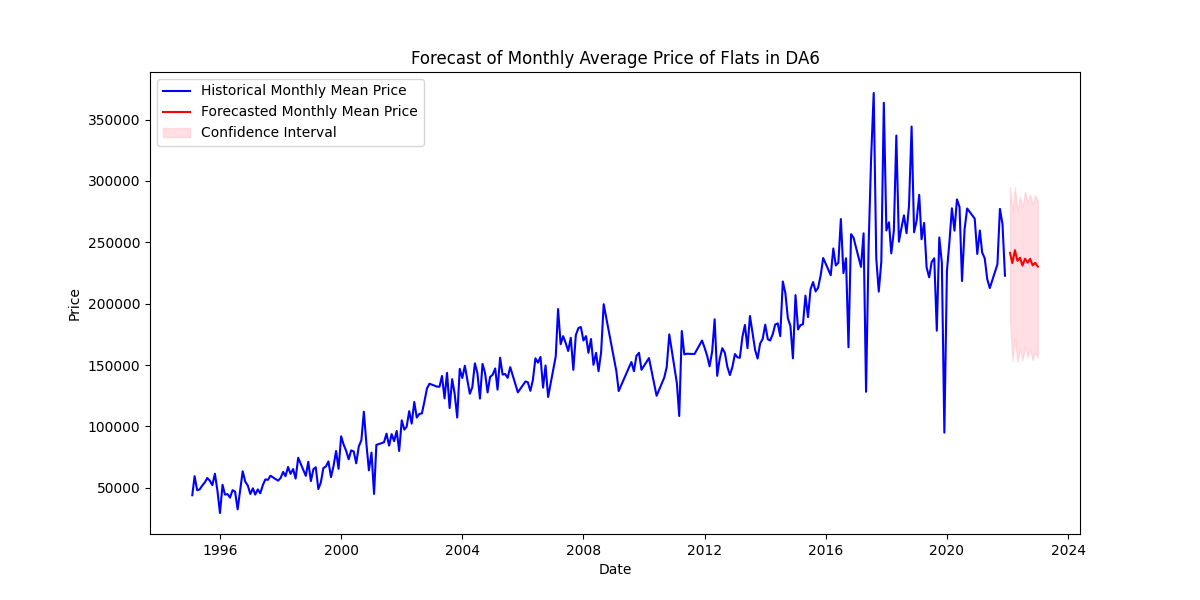 Forecast of Monthly Average Price of Flats in DA6
Historical Monthly Mean Price
Forecasted Monthly Mean Price
Confidence Interval
350000
300000
250000
200000
150000
100000
50000
Price
1996
2000
2004
2008
2012
2016
2020
2024
Date